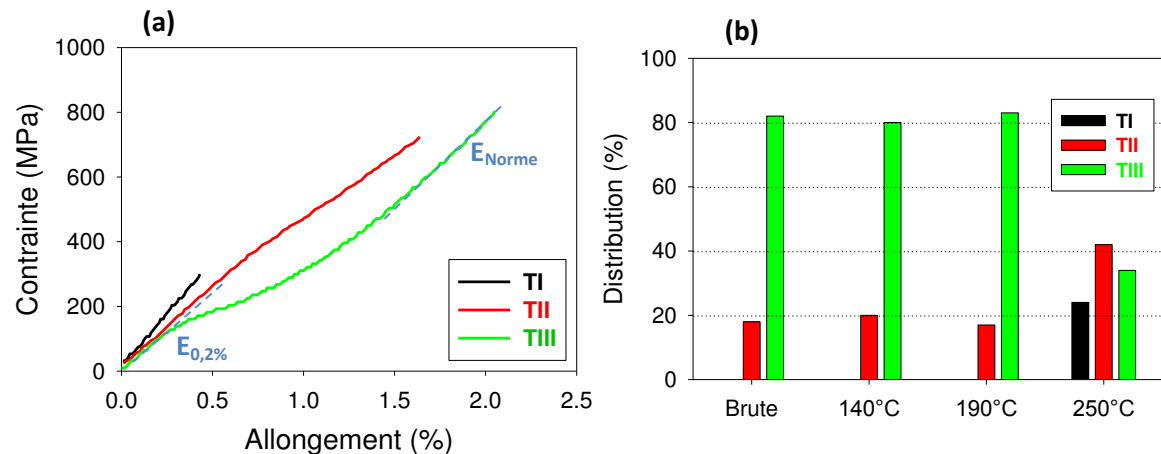 (a)
Contrainte (MPa)
1000
800
600
400
200
0
0.0 0.5 1.0 1.5 2.0 2.5
Allongement (%)
E0,2%
ENorme
TI
TII
TIII
(b)
Distribution (%)
100
80
60
40
20
0
Brute 140°C 190°C 250°C
TI
TII
TIII